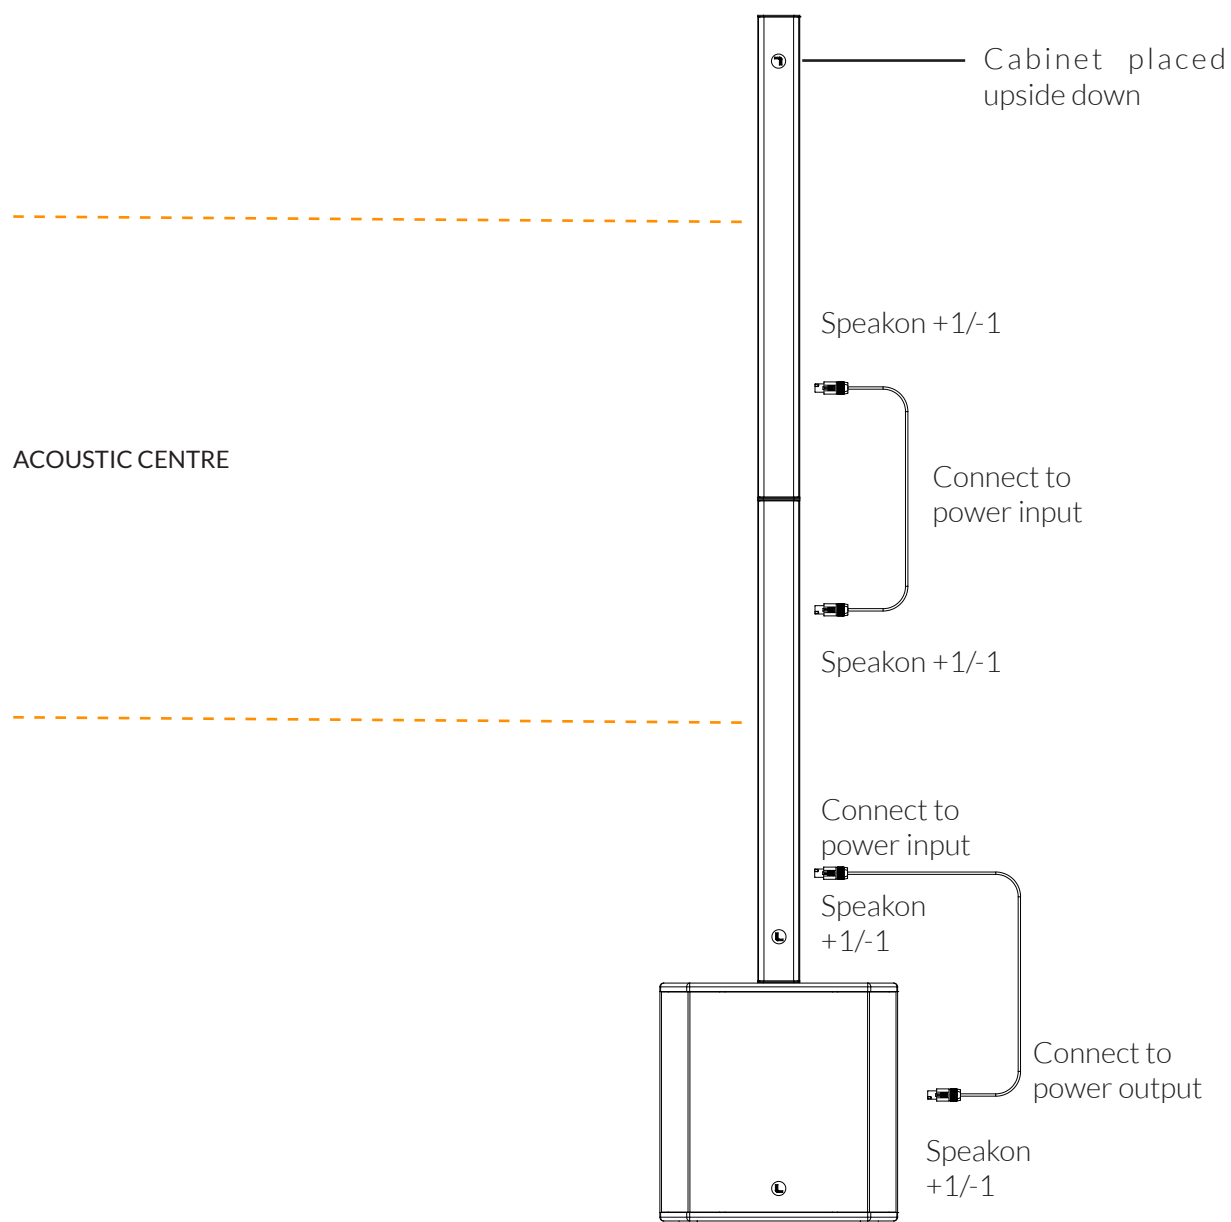 Cabinet placed
upside down
Speakon +1/-1
ACOUSTIC CENTRE
Connect to
power input
Speakon +1/-1
Connect to
power input
Speakon
+1/-1
Connect to
power output
Speakon
+1/-1